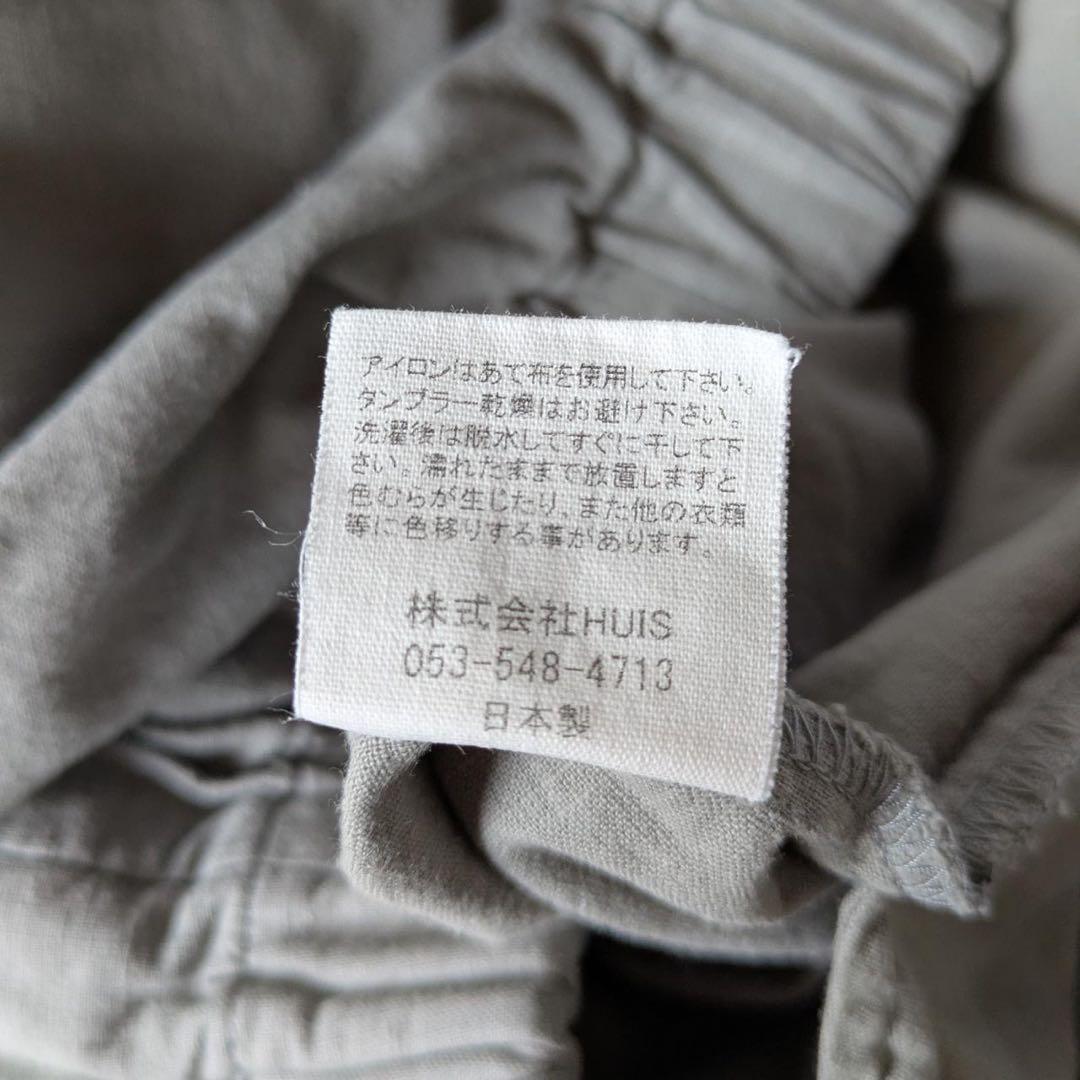 アイロンはあて布を使用して下さい。
タンブラー乾燥はお避け下さい。
洗濯後は脱水してすぐに干して下
さい。濡れたままで放置しますと
色むらが生じたり、また他の衣類
等に色移りする事があります。
株式会社HUIS
053-548-4713
日本製